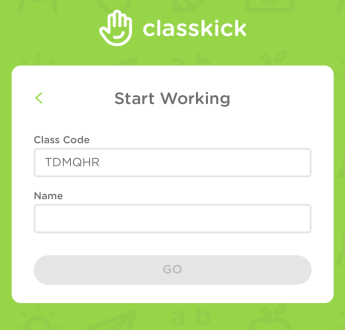 classkick
Start Working
Class Code
TDMQHR
Name
GO
a b